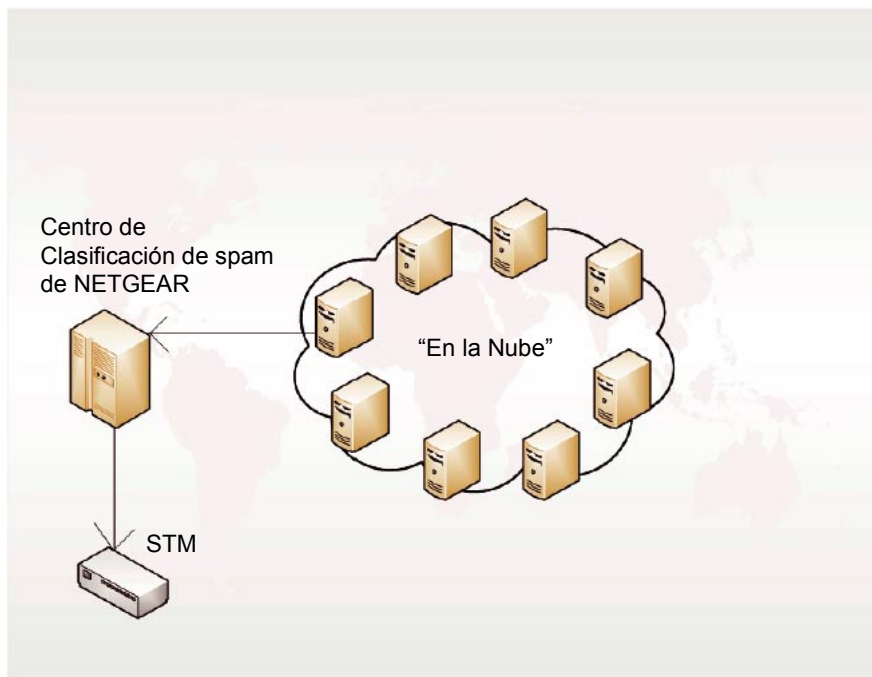 Centro de
Clasificación de spam
de NETGEAR
“En la Nube”
STM